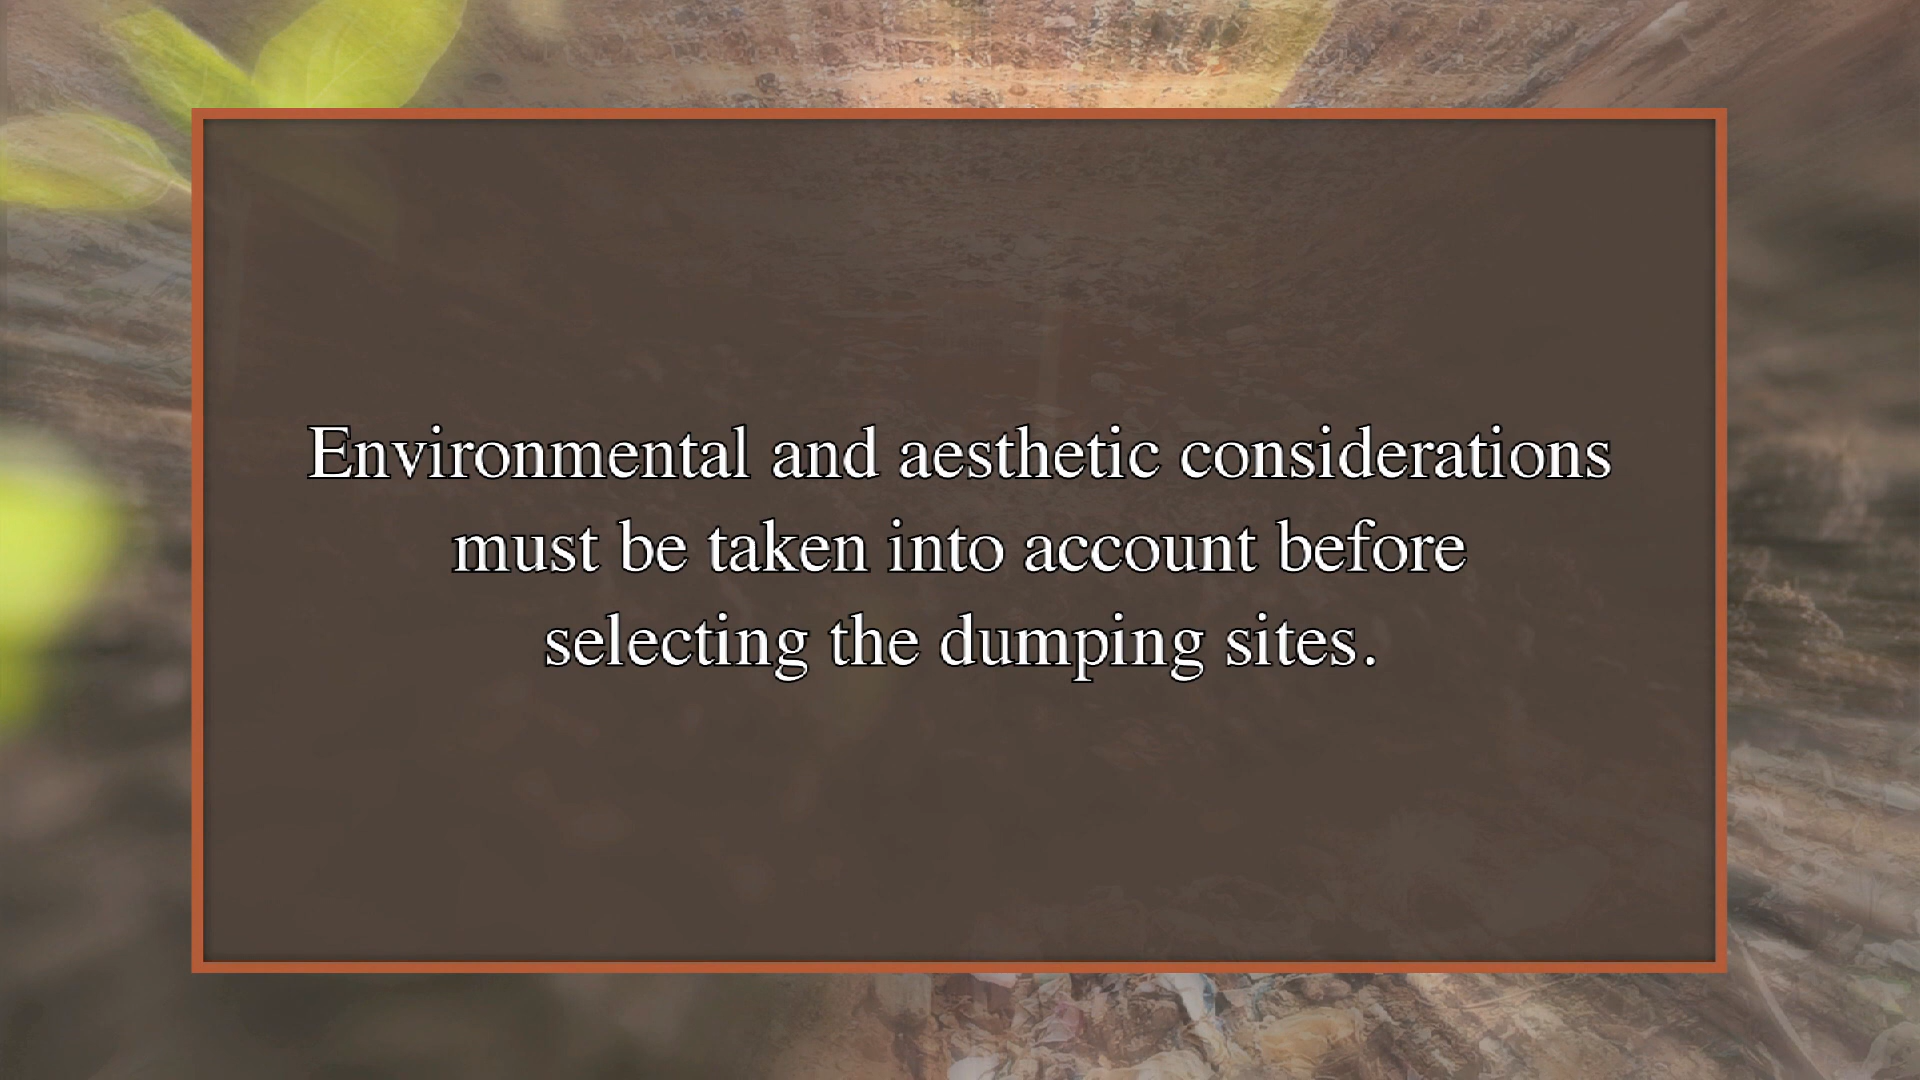 Environmental and aesthetic considerations
must be taken into account before
selecting the dumping sites.